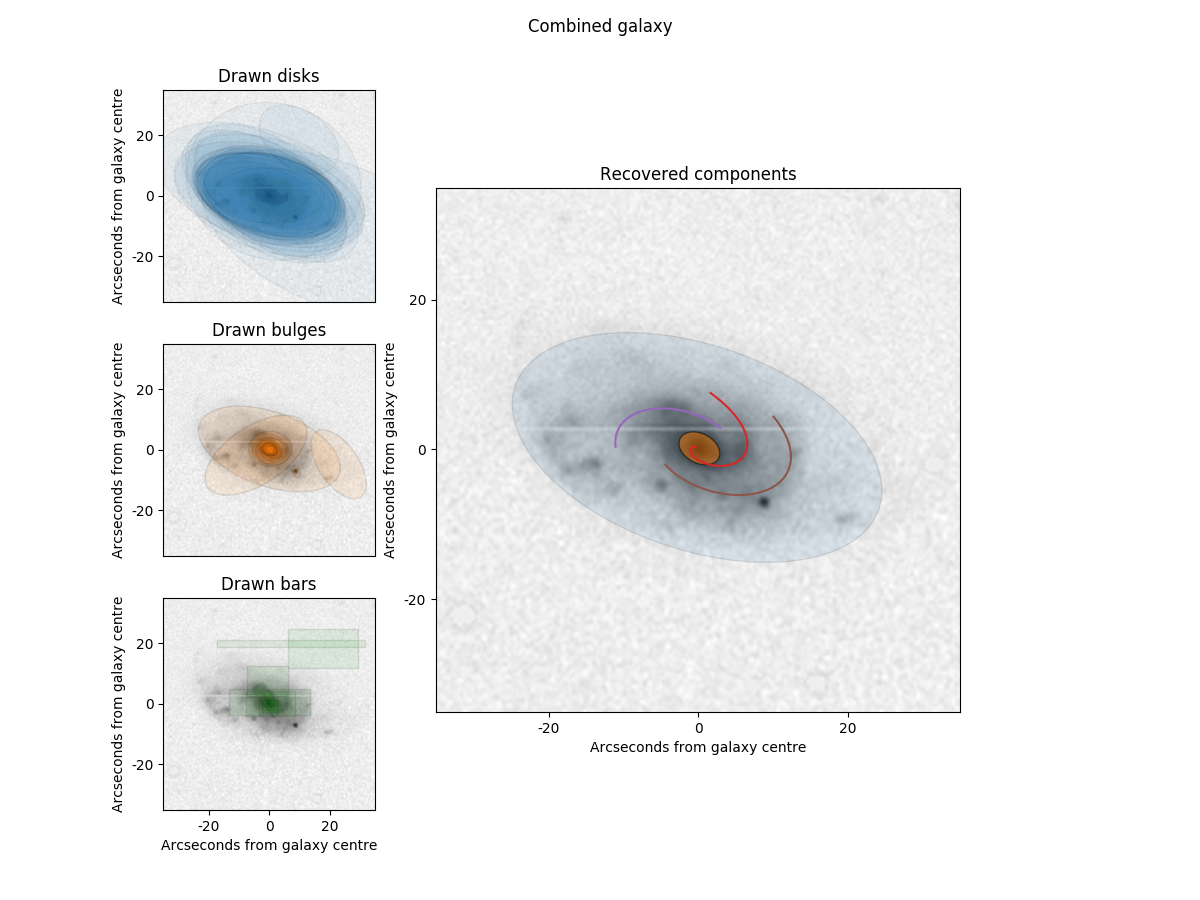 Combined galaxy
Drawn disks
Arcseconds from galaxy centre
20
0
-20
Drawn bulges
Arcseconds from galaxy centre
20
0
-20
Drawn bars
Arcseconds from galaxy centre
20
0
-20
-20 0 20
Arcseconds from galaxy centre
Recovered components
Arcseconds from galaxy centre
20
0
-20
-20 0 20
Arcseconds from galaxy centre